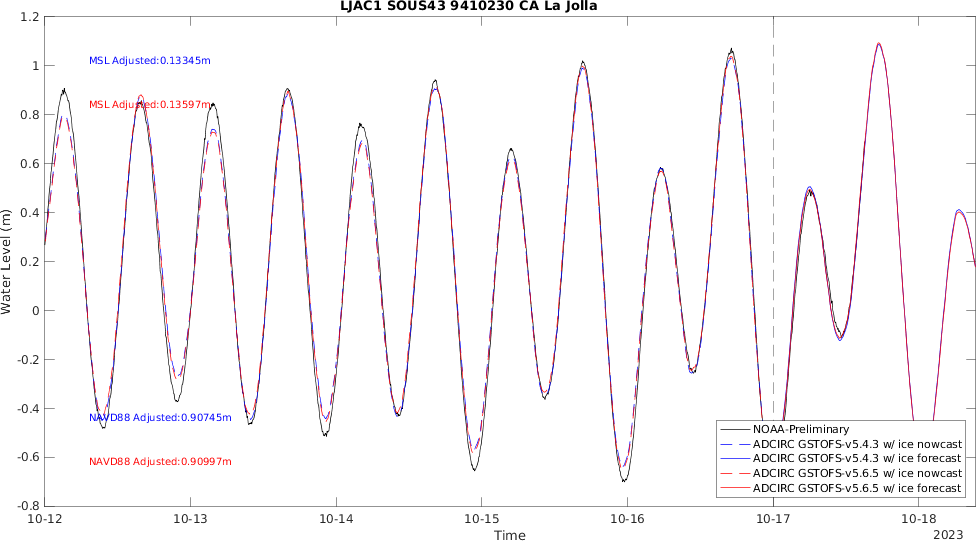 LJAC1 SOUS43 9410230 CA La Jolla
1.2
1
0.8
0.6
0.4
0.2
0
-0.2
-0.4
-0.6
-0.8
Water Level (m)
MSL Adjusted:0.13345m
MSL Adjusted:0.13597m
NAVD88 Adjusted:0.90745m
NAVD88 Adjusted:0.90997m
NOAA-Preliminary
ADCIRC GSTOFS-v5.4.3 w/ ice nowcast
ADCIRC GSTOFS-v5.4.3 w/ ice forecast
ADCIRC GSTOFS-v5.6.5 w/ ice nowcast
ADCIRC GSTOFS-v5.6.5 w/ ice forecast
10-12 10-13 10-14 10-15 10-16 10-17 10-18
Time
2023